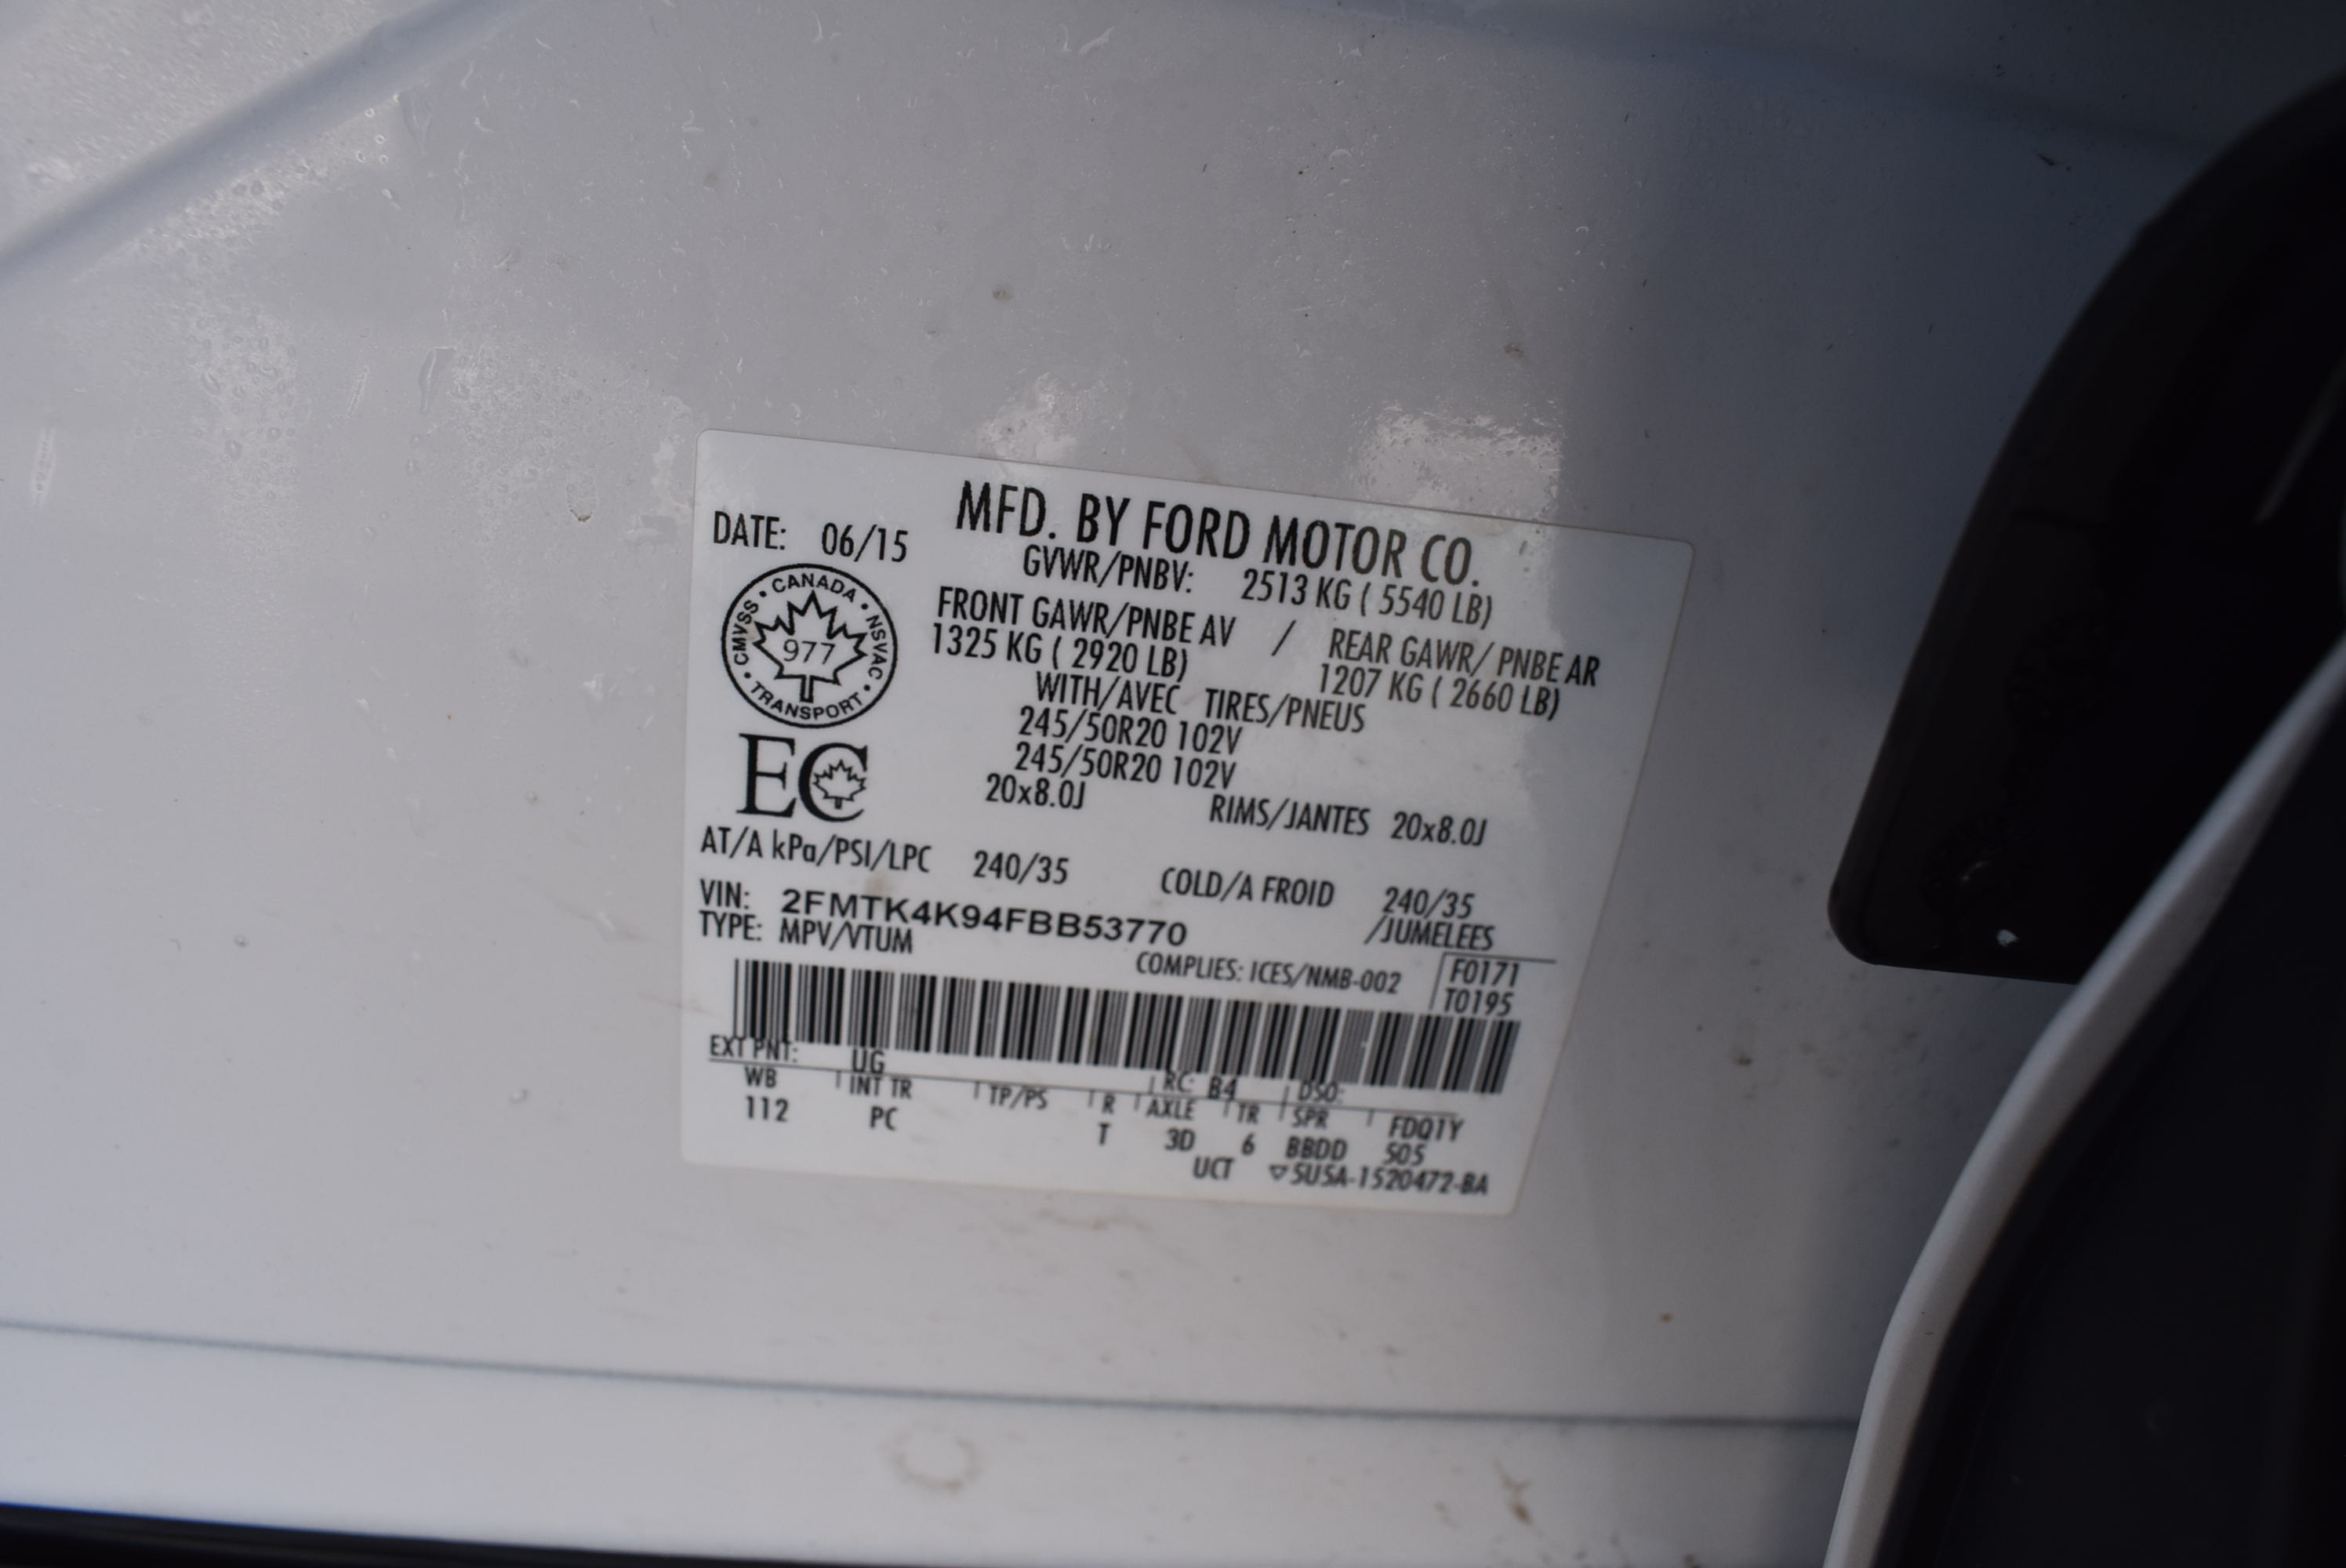 MFD. BY FORD MOTOR CO.
DATE: 06/15
GVWR/PNBV: 2513 KG ( 5540 LB)
FRONT GAWR/PNBE AV / REAR GAWR/ PNBE AR
1325 KG ( 2920 LB) 1207 KG ( 2660 LB)
CANADA • NSVAC • TRANSPORT • CMVSS •
977
WITH/AVEC TIRES/PNEUS
245/50R20 102V
245/50R20 102V
EC
20x8.0J RIMS/JANTES 20x8.0J
AT/A kPa/PSI/LPC 240/35 COLD/A FROID 240/35
VIN: 2FMTK4K94FBB53770 /JUMELEES
TYPE: MPV/VTUM
COMPLIES: ICES/NMB-002 F0171
T0195
EXT PNT: UG RC: B4 DSO:
WB INT TR TP/PS R AXLE TR SPR FDQ1Y
112 PC T 3D 6 BBDD S05
UCT ▽5U5A-1520472-BA